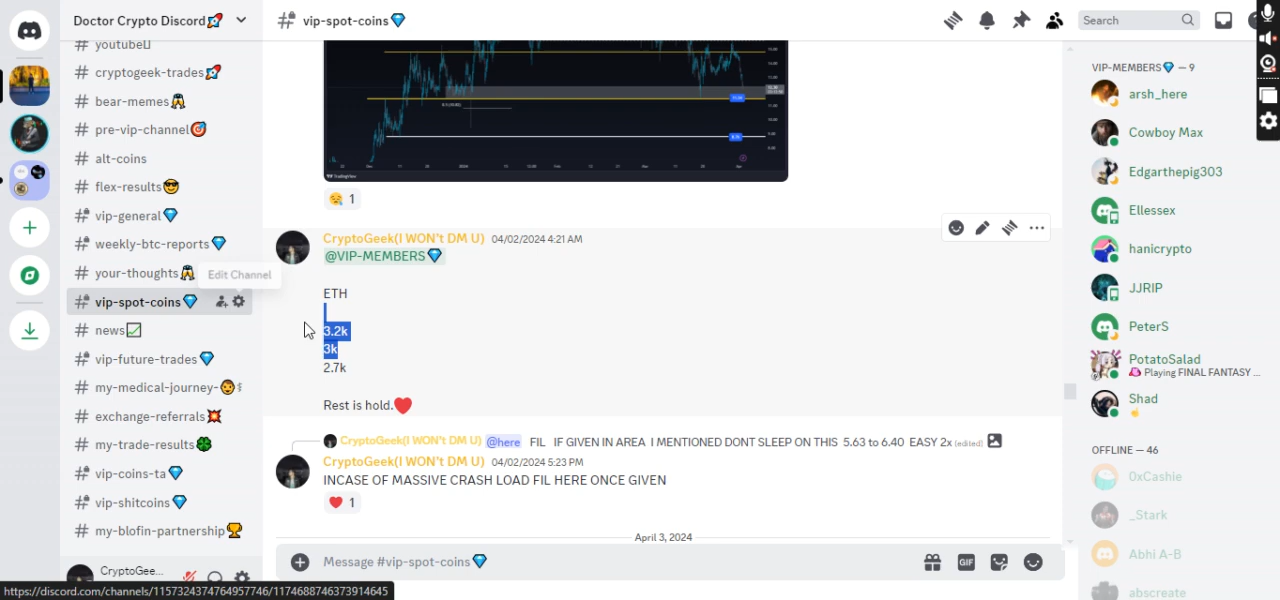 Doctor Crypto Discord🚀
# vip-spot-coins💎
Search
youtube
cryptogeek-trades🚀
bear-memes
pre-vip-channel🎯
alt-coins
flex-results😎
vip-general💎
weekly-btc-reports💎
your-thoughts
Edit Channel
vip-spot-coins💎
news
vip-future-trades💎
my-medical-journey-
exchange-referrals💥
my-trade-results🍀
vip-coins-ta💎
vip-shitcoins💎
my-blofin-partnership🏆
CryptoGee...
https://discord.com/channels/1157324374764957746/1174688746373914645
TradingView
1
CryptoGeek(I WON'T DM U) 04/02/2024 4:21 AM
@VIP-MEMBERS💎
ETH
3.2k
3k
2.7k
Rest is hold.❤️
CryptoGeek(I WON'T DM U) @here FIL IF GIVEN IN AREA I MENTIONED DONT SLEEP ON THIS 5.63 to 6.40 EASY 2x (edited)
CryptoGeek(I WON'T DM U) 04/02/2024 5:23 PM
INCASE OF MASSIVE CRASH LOAD FIL HERE ONCE GIVEN
❤️ 1
April 3, 2024
Message #vip-spot-coins💎
GIF
VIP-MEMBERS💎 — 9
arsh_here
Cowboy Max
Edgarthepig303
Ellessex
hanicrypto
JJRIP
PeterS
PotatoSalad
Playing FINAL FANTASY ...
Shad
OFFLINE — 46
0xCashie
_Stark
Abhi A-B
abscreate